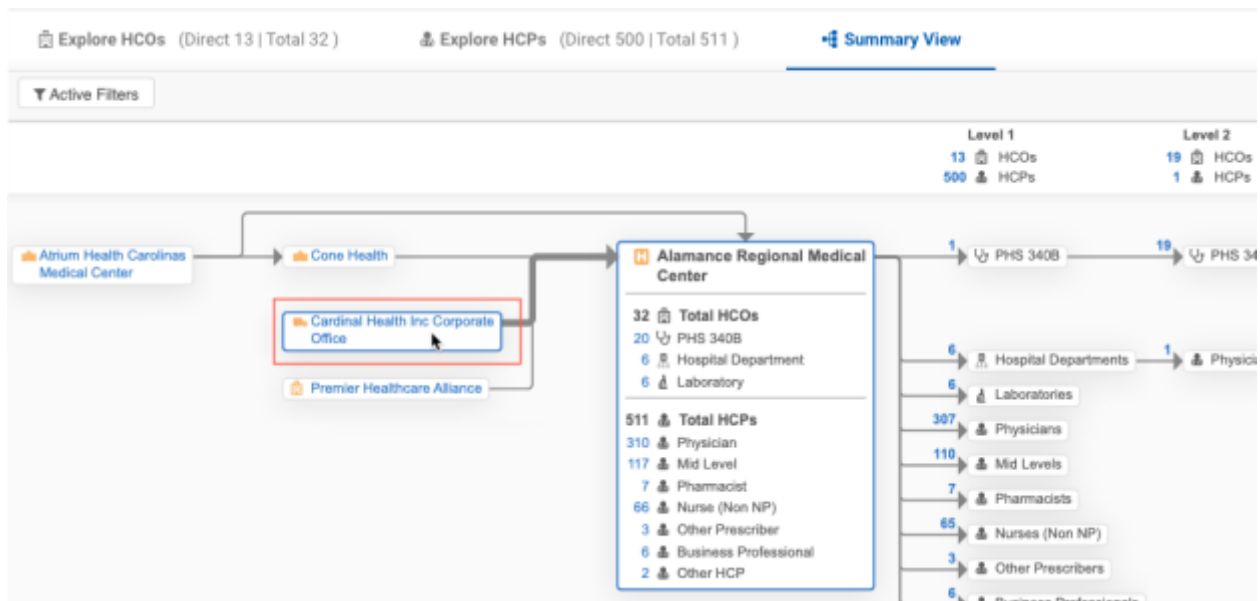 Explore HCOs (Direct 13 | Total 32 )
Explore HCPs (Direct 500 | Total 511 )
Summary View
Active Filters
Level 1
13 HCOs
500 HCPs
Level 2
19 HCOs
1 HCPs
Atrium Health Carolinas
Medical Center
Cone Health
Cardinal Health Inc Corporate
Office
Premier Healthcare Alliance
Alamance Regional Medical
Center
32 Total HCOs
20 PHS 340B
6 Hospital Department
6 Laboratory
511 Total HCPs
310 Physician
117 Mid Level
7 Pharmacist
66 Nurse (Non NP)
3 Other Prescriber
6 Business Professional
2 Other HCP
1 PHS 340B
19 PHS 34
6 Hospital Departments
1 Physicia
6 Laboratories
307 Physicians
110 Mid Levels
7 Pharmacists
65 Nurses (Non NP)
3 Other Prescribers
6 Business Professionals